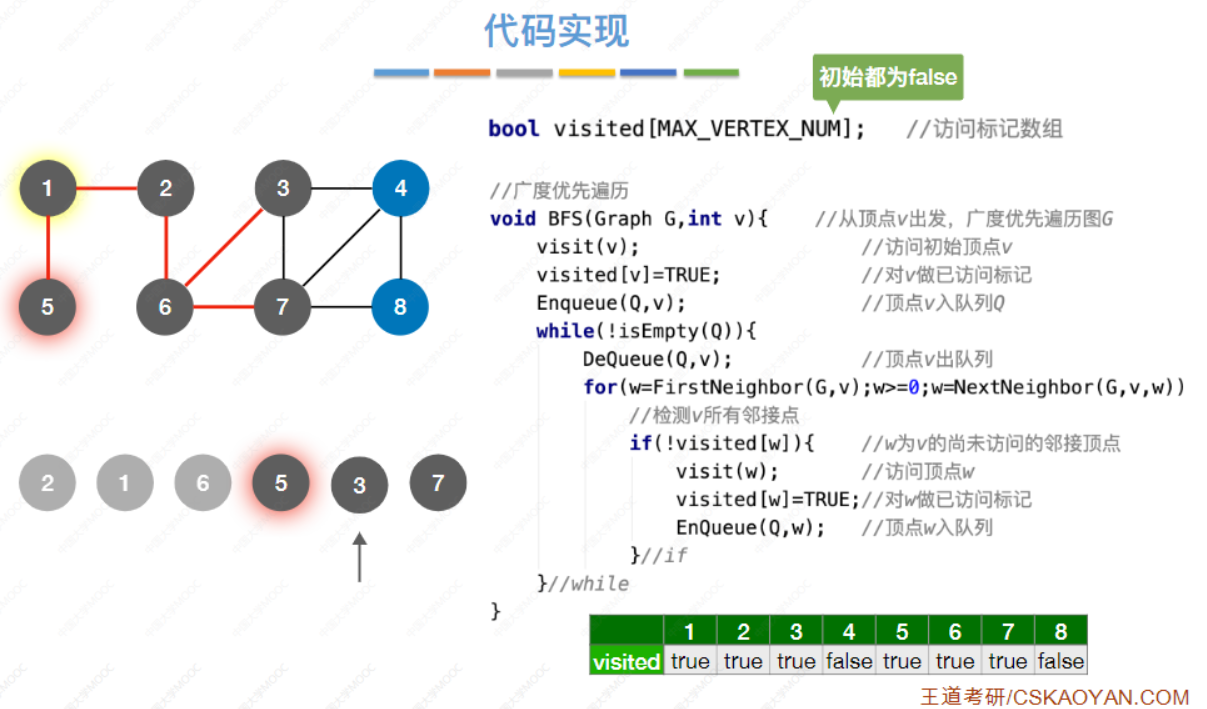 代码实现
初始都为false
bool visited[MAX_VERTEX_NUM]; //访问标记数组
//广度优先遍历
void BFS(Graph G,int v){ //从顶点v出发，广度优先遍历图G
visit(v); //访问初始顶点v
visited[v]=TRUE; //对v做已访问标记
Enqueue(Q,v); //顶点v入队列Q
while(!isEmpty(Q)){
DeQueue(Q,v); //顶点v出队列
for(w=FirstNeighbor(G,v);w>=0;w=NextNeighbor(G,v,w))
//检测v所有邻接点
if(!visited[w]){ //w为v的尚未访问的邻接顶点
visit(w); //访问顶点w
visited[w]=TRUE;//对w做已访问标记
EnQueue(Q,w); //顶点w入队列
}//if
}//while
}
1 2 3 4
5 6 7 8
2 1 6 5 3 7
1 2 3 4 5 6 7 8
visited true true true false true true true false
王道考研/CSKAOYAN.COM